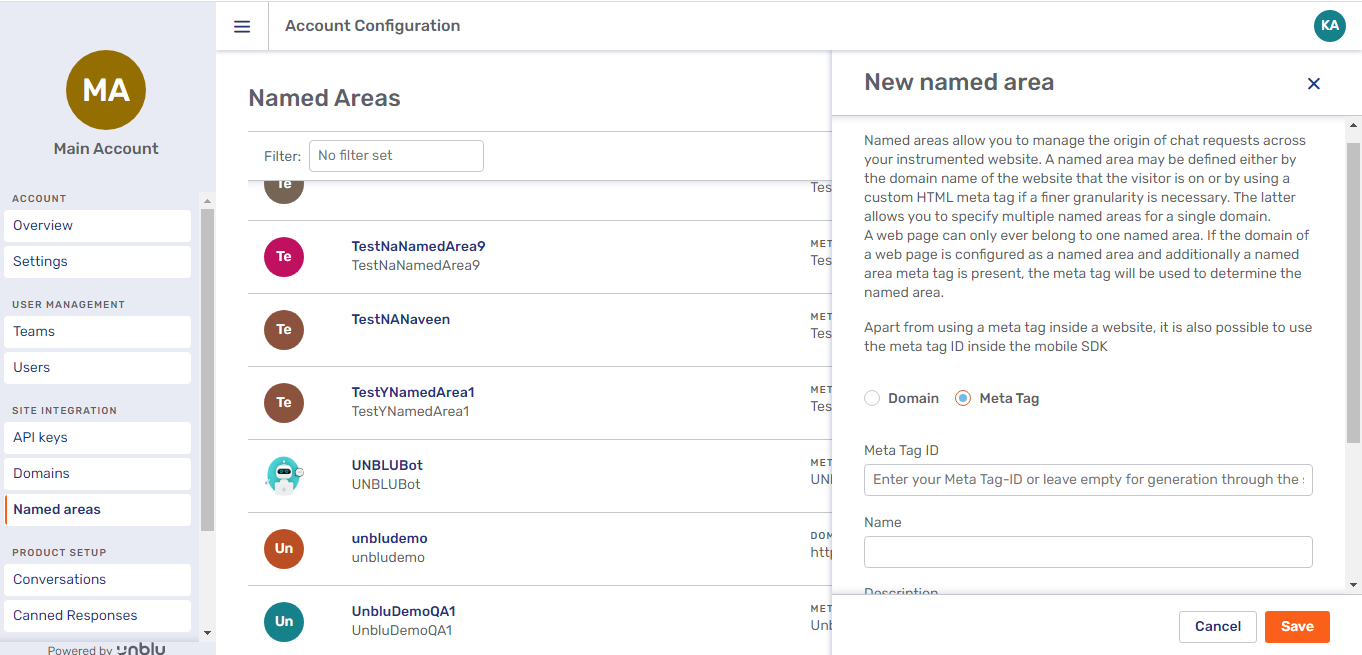 MA
Main Account
ACCOUNT
Overview
Settings
USER MANAGEMENT
Teams
Users
SITE INTEGRATION
API keys
Domains
Named areas
PRODUCT SETUP
Conversations
Canned Responses
Powered by unblu
Account Configuration
KA
Named Areas
Filter: No filter set
Te
Tes
Te
TestNaNamedArea9
TestNaNamedArea9
MET
Tes
Te
TestNANaveen
MET
Tes
Te
TestYNamedArea1
TestYNamedArea1
MET
Tes
UNBLUBot
UNBLUBot
MET
UN
Un
unbludemo
unbludemo
DOM
http
Un
UnbluDemoQA1
UnbluDemoQA1
MET
Unb
New named area
Named areas allow you to manage the origin of chat requests across
your instrumented website. A named area may be defined either by
the domain name of the website that the visitor is on or by using a
custom HTML meta tag if a finer granularity is necessary. The latter
allows you to specify multiple named areas for a single domain.
A web page can only ever belong to one named area. If the domain of
a web page is configured as a named area and additionally a named
area meta tag is present, the meta tag will be used to determine the
named area.
Apart from using a meta tag inside a website, it is also possible to use
the meta tag ID inside the mobile SDK
Domain Meta Tag
Meta Tag ID
Enter your Meta Tag-ID or leave empty for generation through the
Name
Description
Cancel Save